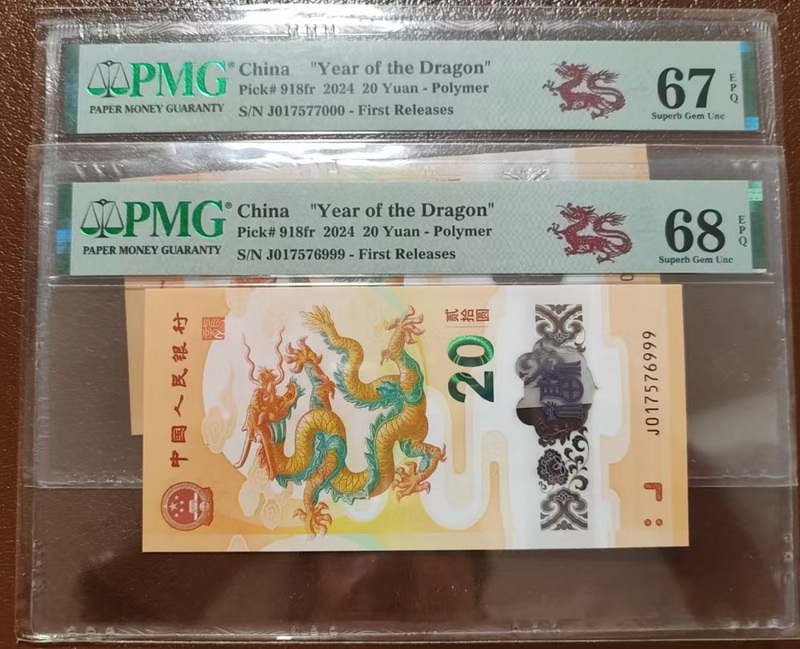 PMG® China "Year of the Dragon"
PAPER MONEY GUARANTY
Pick# 918fr 2024 20 Yuan - Polymer
S/N J017577000 - First Releases
67 EPQ
Superb Gem Unc
PMG® China "Year of the Dragon"
PAPER MONEY GUARANTY
Pick# 918fr 2024 20 Yuan - Polymer
S/N J017576999 - First Releases
68 EPQ
Superb Gem Unc
中国人民银行
贰拾圆
20
J017576999